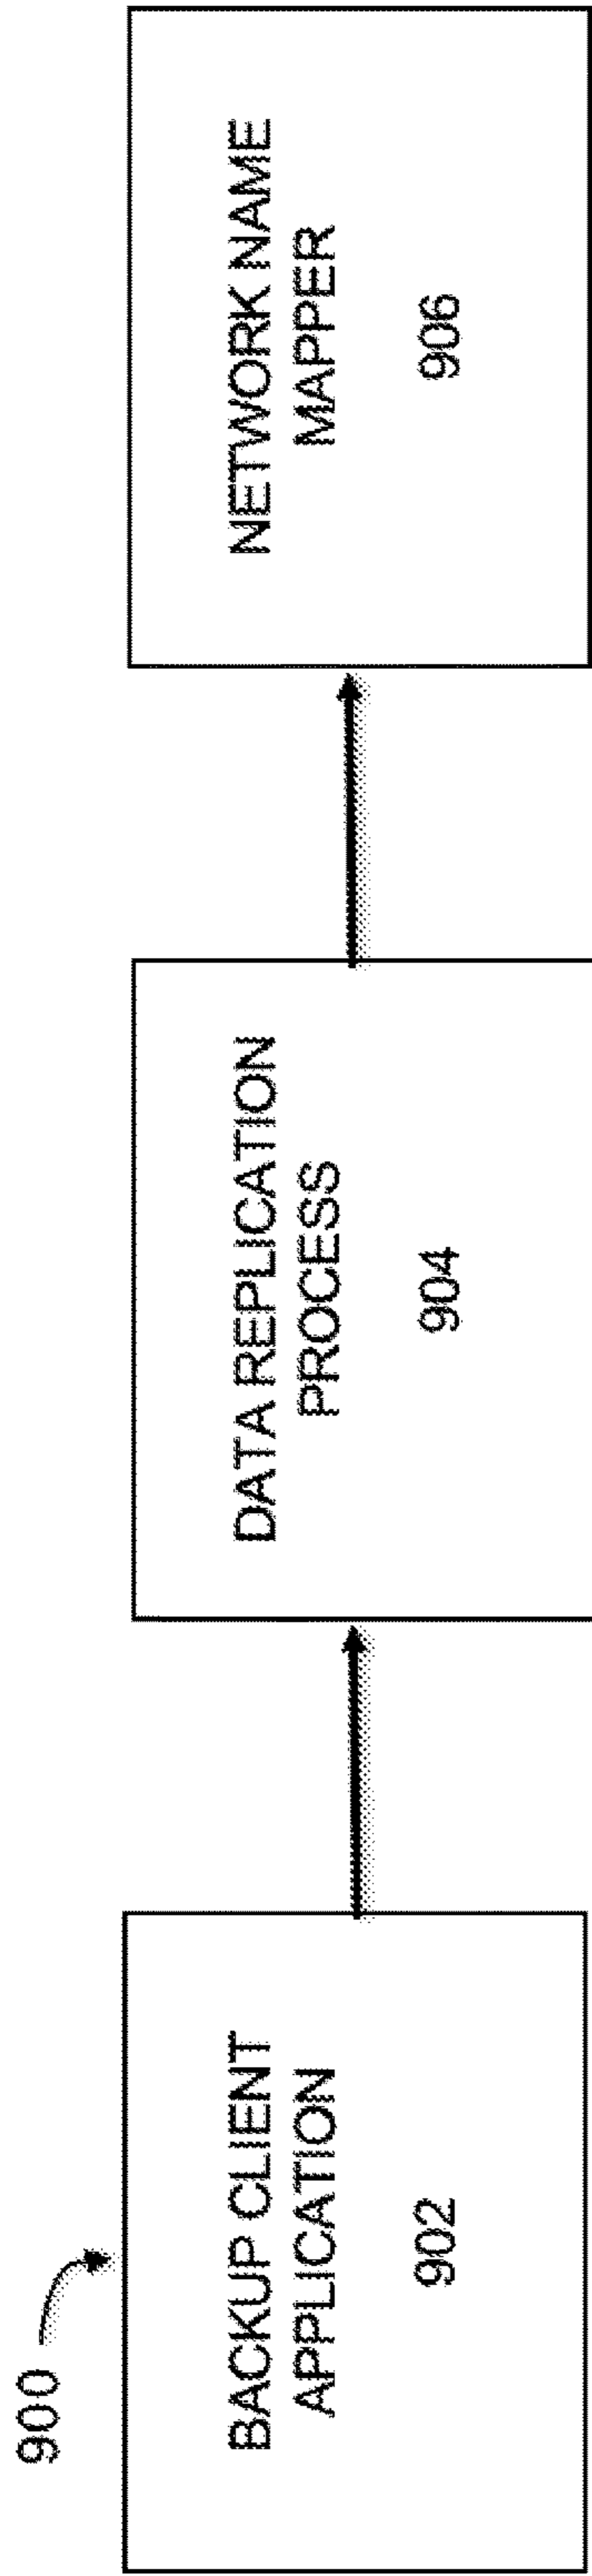 900
BACKUP CLIENT
APPLICATION
902
DATA REPLICATION
PROCESS
904
NETWORK NAME
MAPPER
906